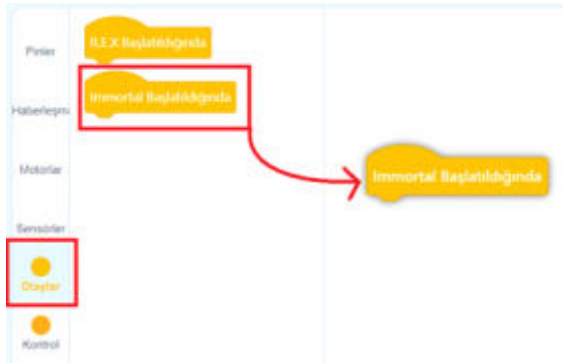 Pinler
Haberleşme
Motorlar
Sensörler
Olaylar
Kontrol
R.E.X Başlatıldığında
Immortal Başlatıldığında
Immortal Başlatıldığında